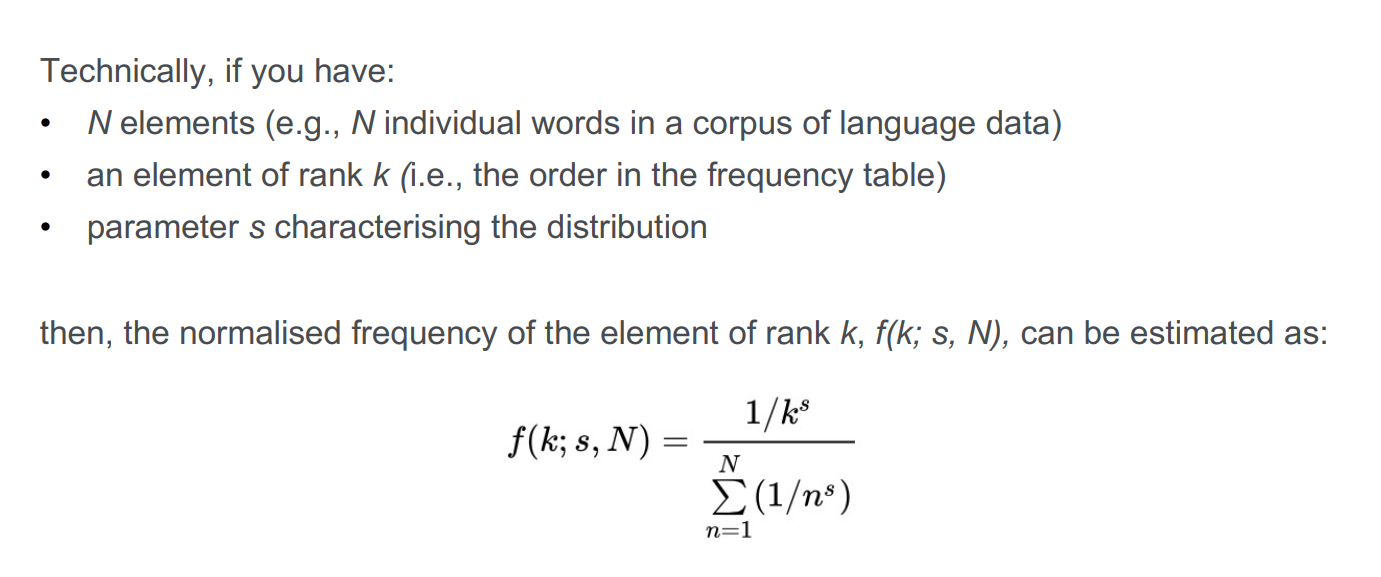 Technically, if you have:
• N elements (e.g., N individual words in a corpus of language data)
• an element of rank k (i.e., the order in the frequency table)
• parameter s characterising the distribution
then, the normalised frequency of the element of rank k, f(k; s, N), can be estimated as:
f(k; s, N) = \frac{1/k^s}{\sum_{n=1}^{N}(1/n^s)}